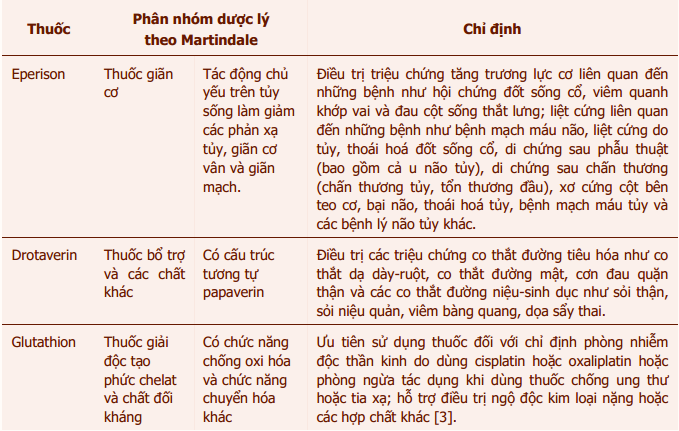 Thuốc
Phân nhóm dược lý
theo Martindale
Chỉ định
Eperison
Thuốc giãn
cơ
Tác động chủ
yếu trên tủy
sống làm giảm
các phản xạ
tủy, giãn cơ
vân và giãn
mạch.
Điều trị triệu chứng tăng trương lực cơ liên quan đến
những bệnh như hội chứng đốt sống cổ, viêm quanh
khớp vai và đau cột sống thắt lưng; liệt cứng liên quan
đến những bệnh như bệnh mạch máu não, liệt cứng do
tủy, thoái hoá đốt sống cổ, di chứng sau phẫu thuật
(bao gồm cả u não tủy), di chứng sau chấn thương
(chấn thương tủy, tổn thương đầu), xơ cứng cột bên
teo cơ, bại não, thoái hoá tủy, bệnh mạch máu tủy và
các bệnh lý não tủy khác.
Drotaverin
Thuốc bổ trợ
và các chất
khác
Có cấu trúc
tương tự
papaverin
Điều trị các triệu chứng co thắt đường tiêu hóa như co
thắt dạ dày-ruột, co thắt đường mật, cơn đau quặn
thận và các co thắt đường niệu-sinh dục như sỏi thận,
sỏi niệu quản, viêm bàng quang, dọa sẩy thai.
Glutathion
Thuốc giải
độc tạo
phức chelat
và chất đối
kháng
Có chức năng
chống oxi hóa
và chức năng
chuyển hóa
khác
Ưu tiên sử dụng thuốc đối với chỉ định phòng nhiễm
độc thần kinh do dùng cisplatin hoặc oxaliplatin hoặc
phòng ngừa tác dụng khi dùng thuốc chống ung thư
hoặc tia xạ; hỗ trợ điều trị ngộ độc kim loại nặng hoặc
các hợp chất khác [3].